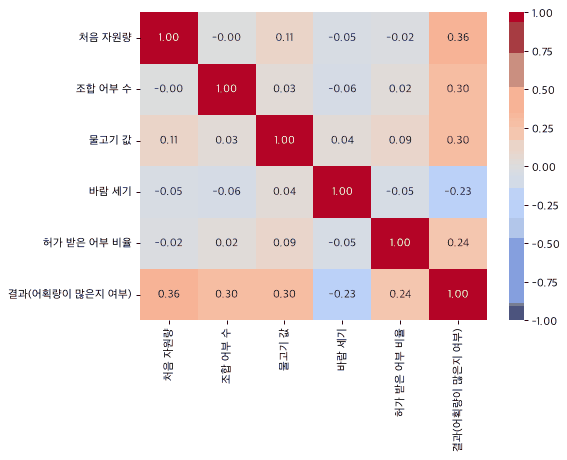 처음 자원량 1.00 -0.00 0.11 -0.05 -0.02 0.36
조합 어부 수 -0.00 1.00 0.03 -0.06 0.02 0.30
물고기 값 0.11 0.03 1.00 0.04 0.09 0.30
바람 세기 -0.05 -0.06 0.04 1.00 -0.05 -0.23
허가 받은 어부 비율 -0.02 0.02 0.09 -0.05 1.00 0.24
결과(어획량이 많은지 여부) 0.36 0.30 0.30 -0.23 0.24 1.00
처음 자원량
조합 어부 수
물고기 값
바람 세기
허가 받은 어부 비율
결과(어획량이 많은지 여부)
1.00
0.75
0.50
0.25
0.00
-0.25
-0.50
-0.75
-1.00